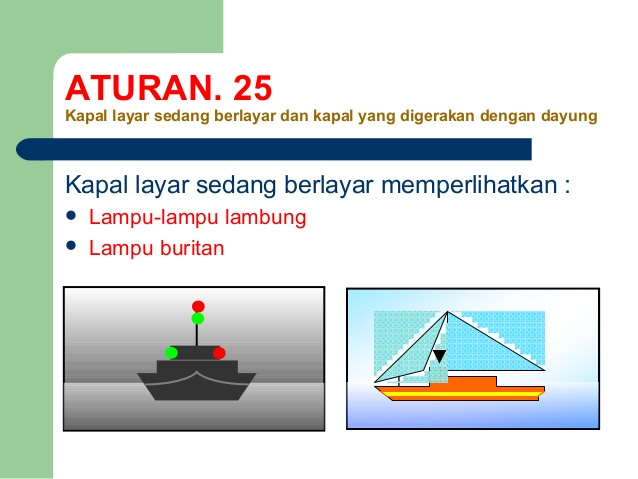 ATURAN. 25
Kapal layar sedang berlayar dan kapal yang digerakan dengan dayung
Kapal layar sedang berlayar memperlihatkan :
Lampu-lampu lambung
Lampu buritan